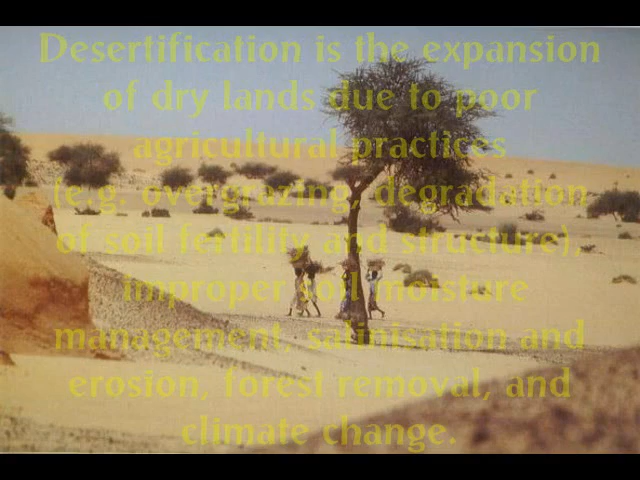 Desertification is the expansion
of dry lands due to poor
agricultural practices
(e.g. overgrazing, degradation
of soil fertility and structure),
improper soil moisture
management, salinisation and
erosion, forest removal, and
climate change.